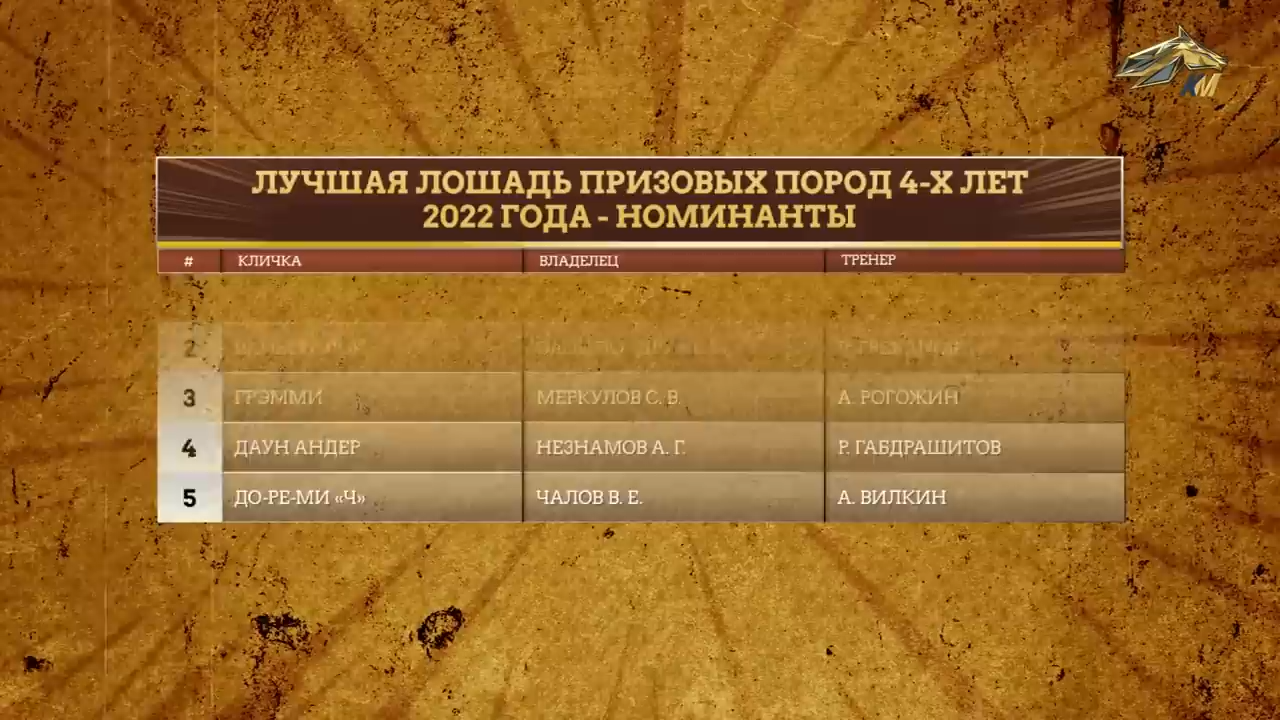 КМ
ЛУЧШАЯ ЛОШАДЬ ПРИЗОВЫХ ПОРОД 4-Х ЛЕТ
2022 ГОДА - НОМИНАНТЫ
# КЛИЧКА ВЛАДЕЛЕЦ ТРЕНЕР
2
3 ГРЭММИ МЕРКУЛОВ С. В. А. РОГОЖИН
4 ДАУН АНДЕР НЕЗНАМОВ А. Г. Р. ГАБДРАШИТОВ
5 ДО-РЕ-МИ «Ч» ЧАЛОВ В. Е. А. ВИЛКИН